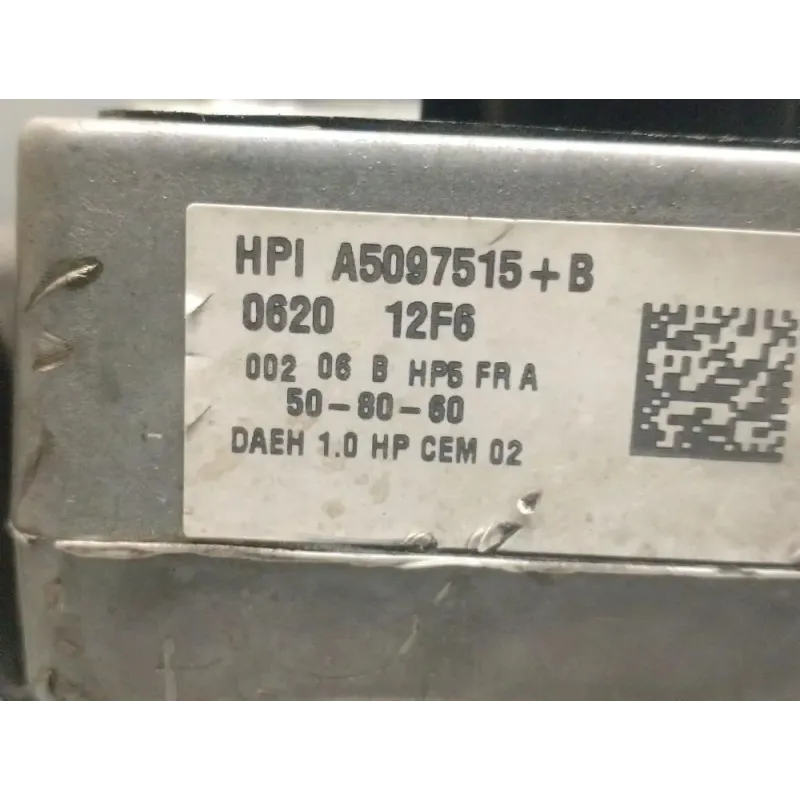 HPI A5097515+B
0620 12F6
002 06 B HP5 FR A
50-80-60
DAEH 1.0 HP CEM 02